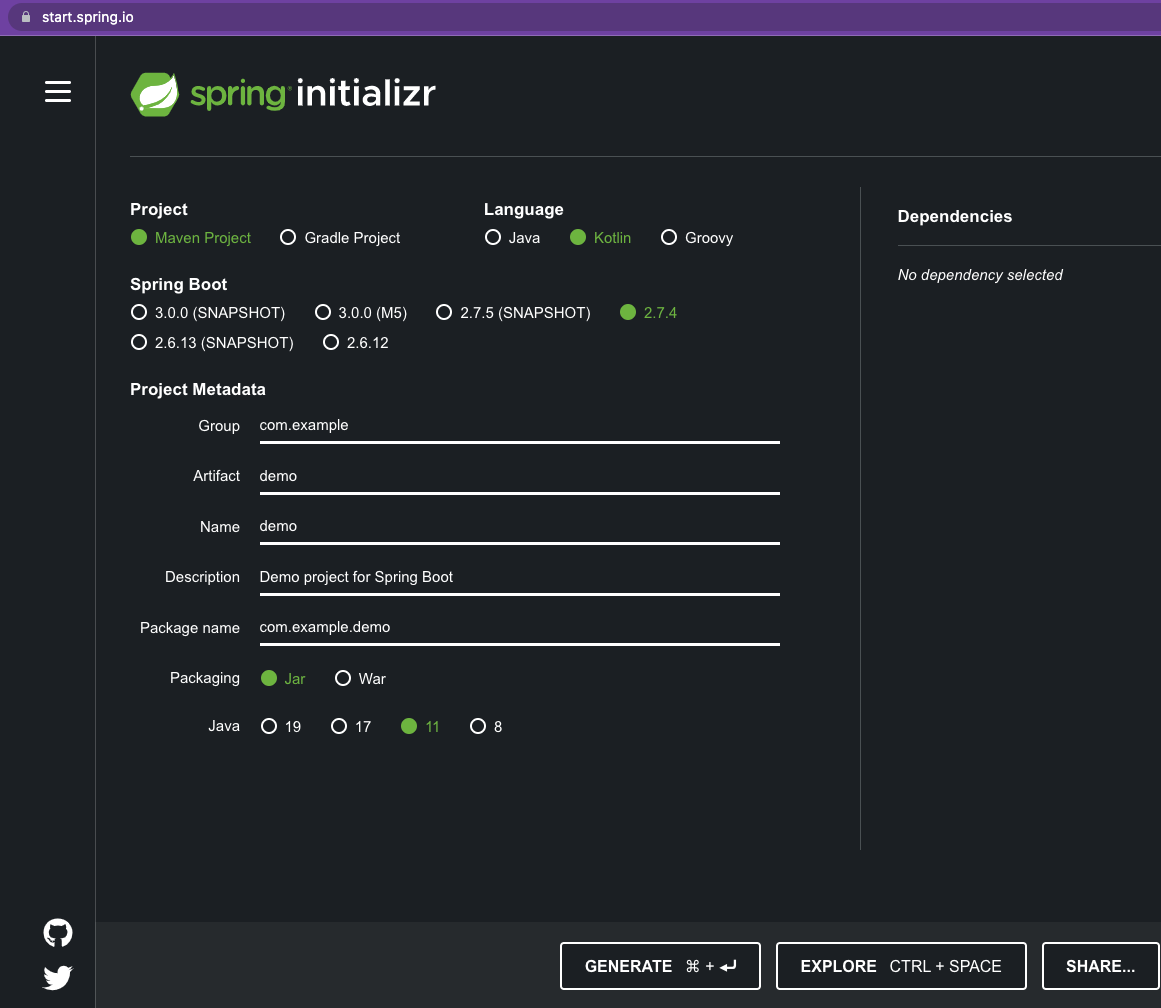 start.spring.io
spring initializr
Project
Maven Project Gradle Project
Language
Java Kotlin Groovy
Spring Boot
3.0.0 (SNAPSHOT) 3.0.0 (M5) 2.7.5 (SNAPSHOT) 2.7.4
2.6.13 (SNAPSHOT) 2.6.12
Project Metadata
Group com.example
Artifact demo
Name demo
Description Demo project for Spring Boot
Package name com.example.demo
Packaging Jar War
Java 19 17 11 8
Dependencies
No dependency selected
GENERATE ⌘ + ↵ EXPLORE CTRL + SPACE SHARE...